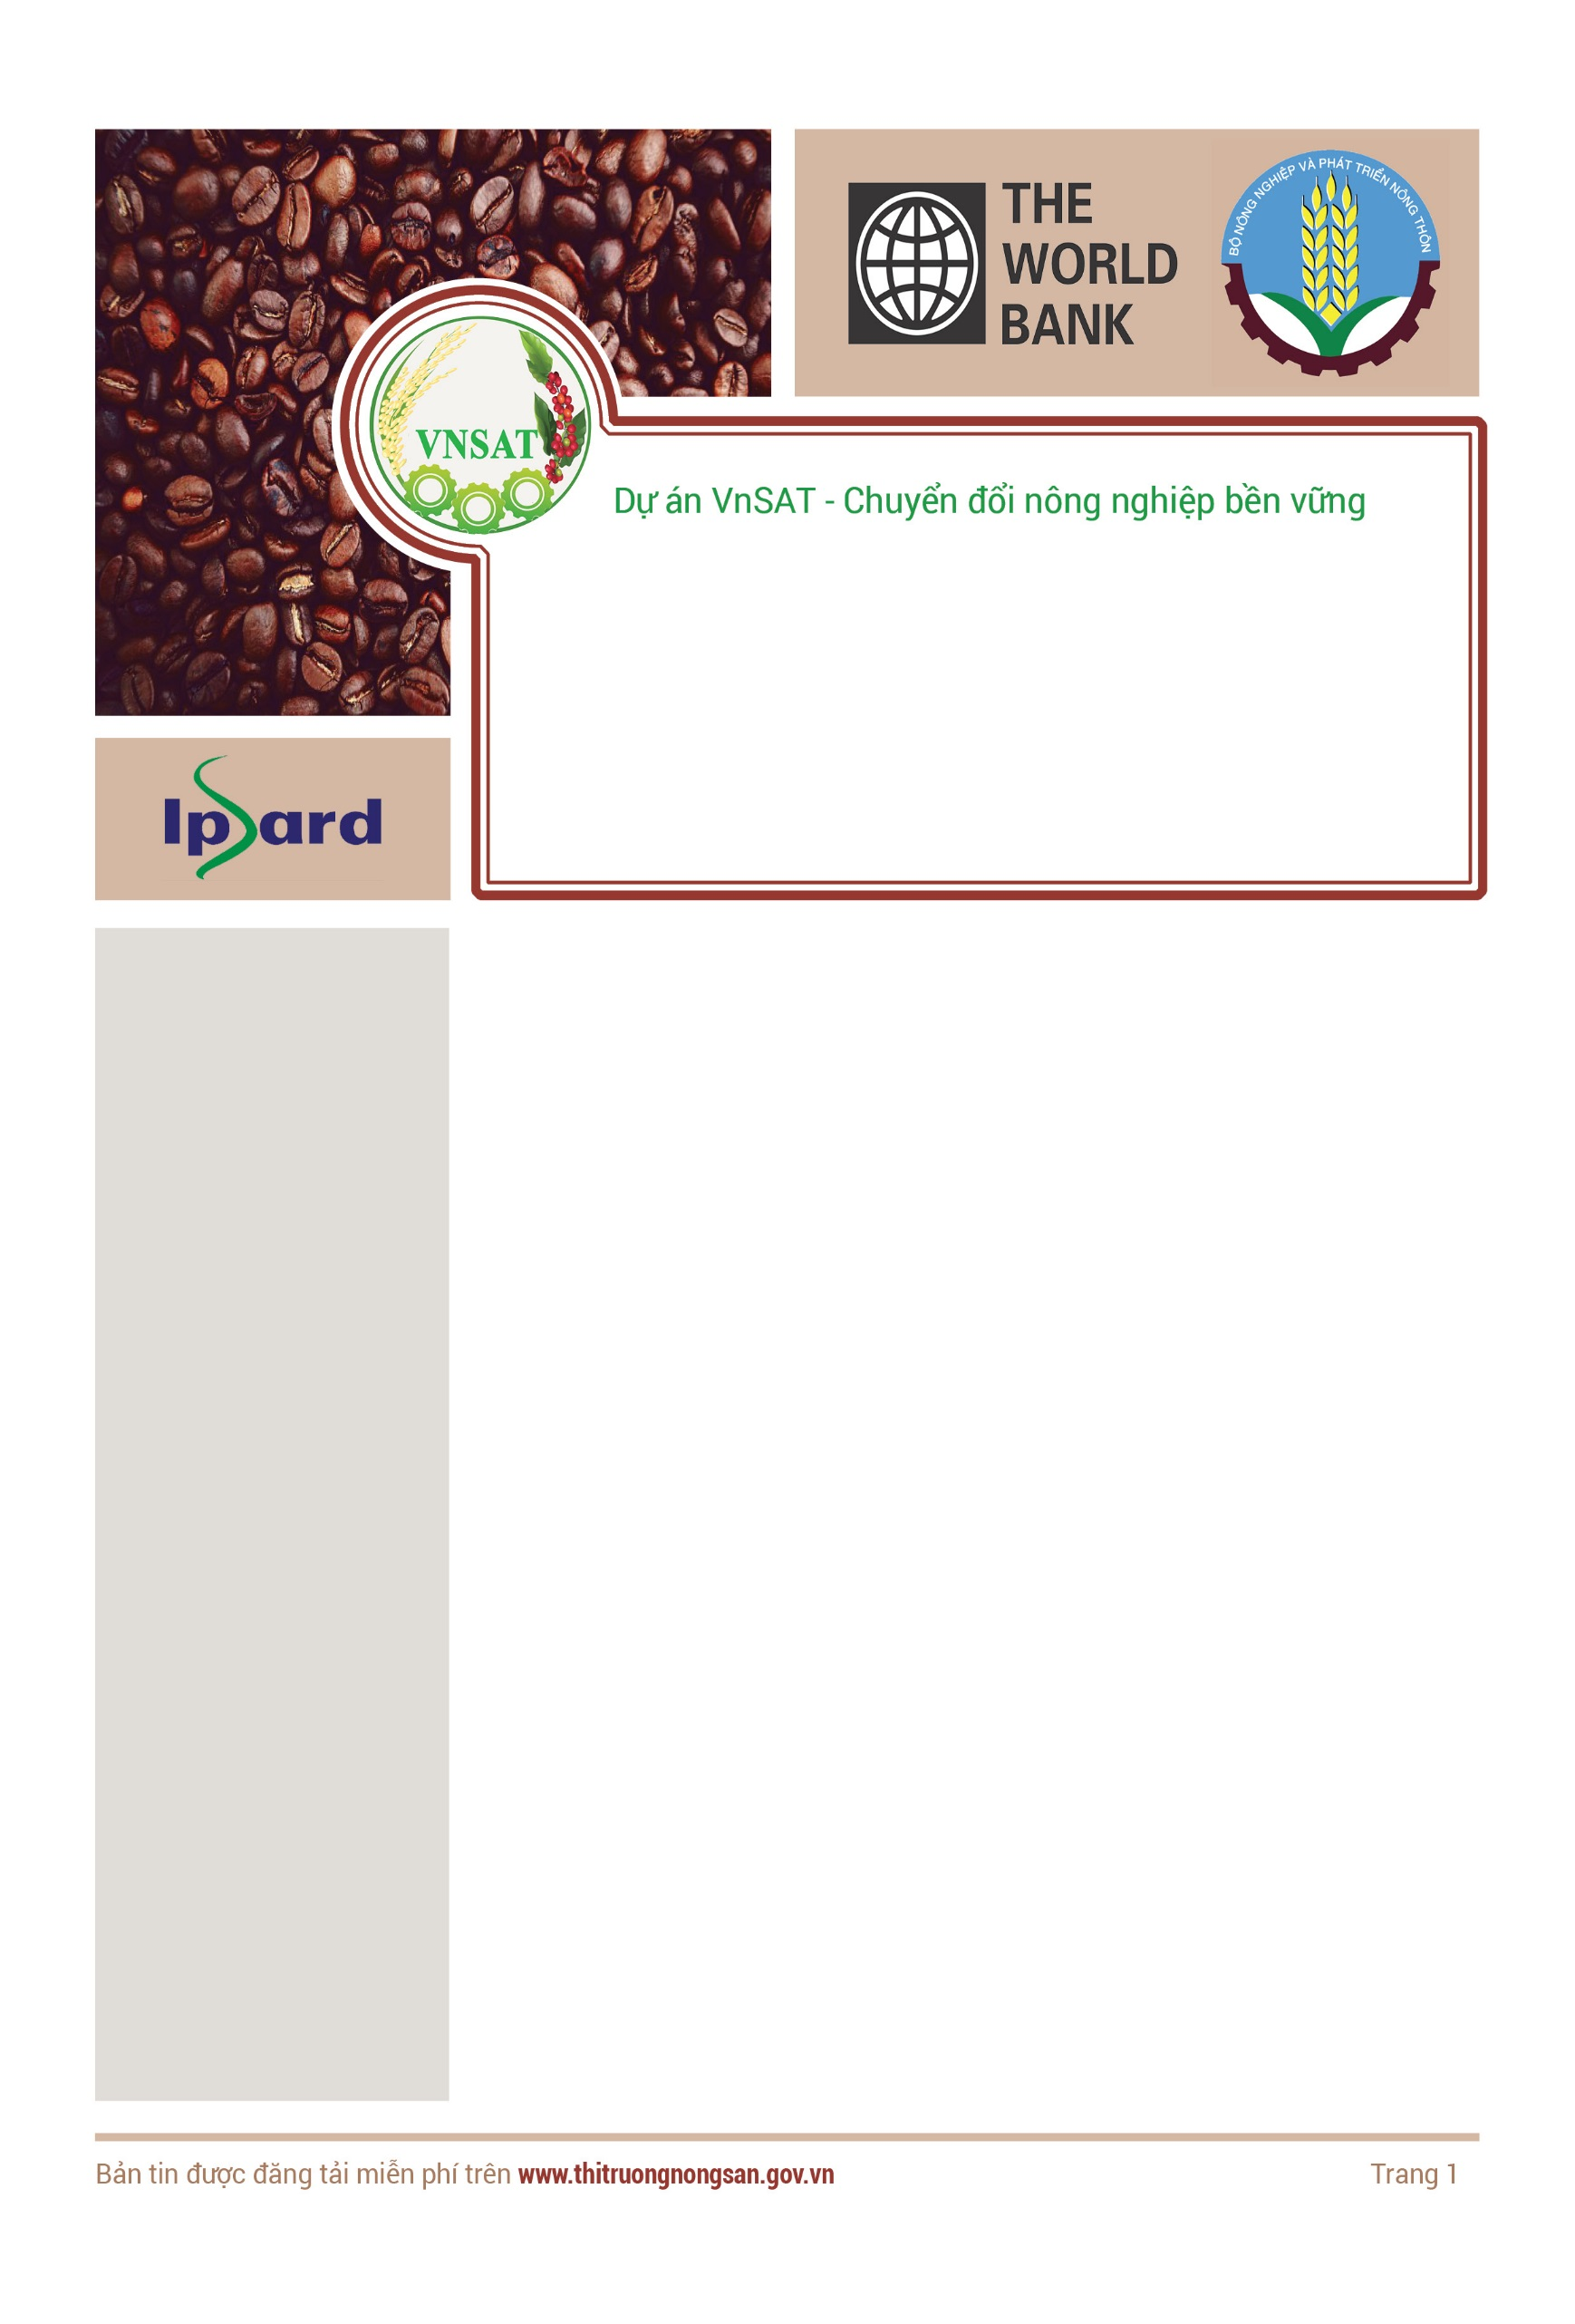 THE
WORLD
BANK
BỘ NÔNG NGHIỆP VÀ PHÁT TRIỂN NÔNG THÔN
VNSAT
Dự án VnSAT - Chuyển đổi nông nghiệp bền vững
Ipsard
Bản tin được đăng tải miễn phí trên www.thitruongnongsan.gov.vn
Trang 1